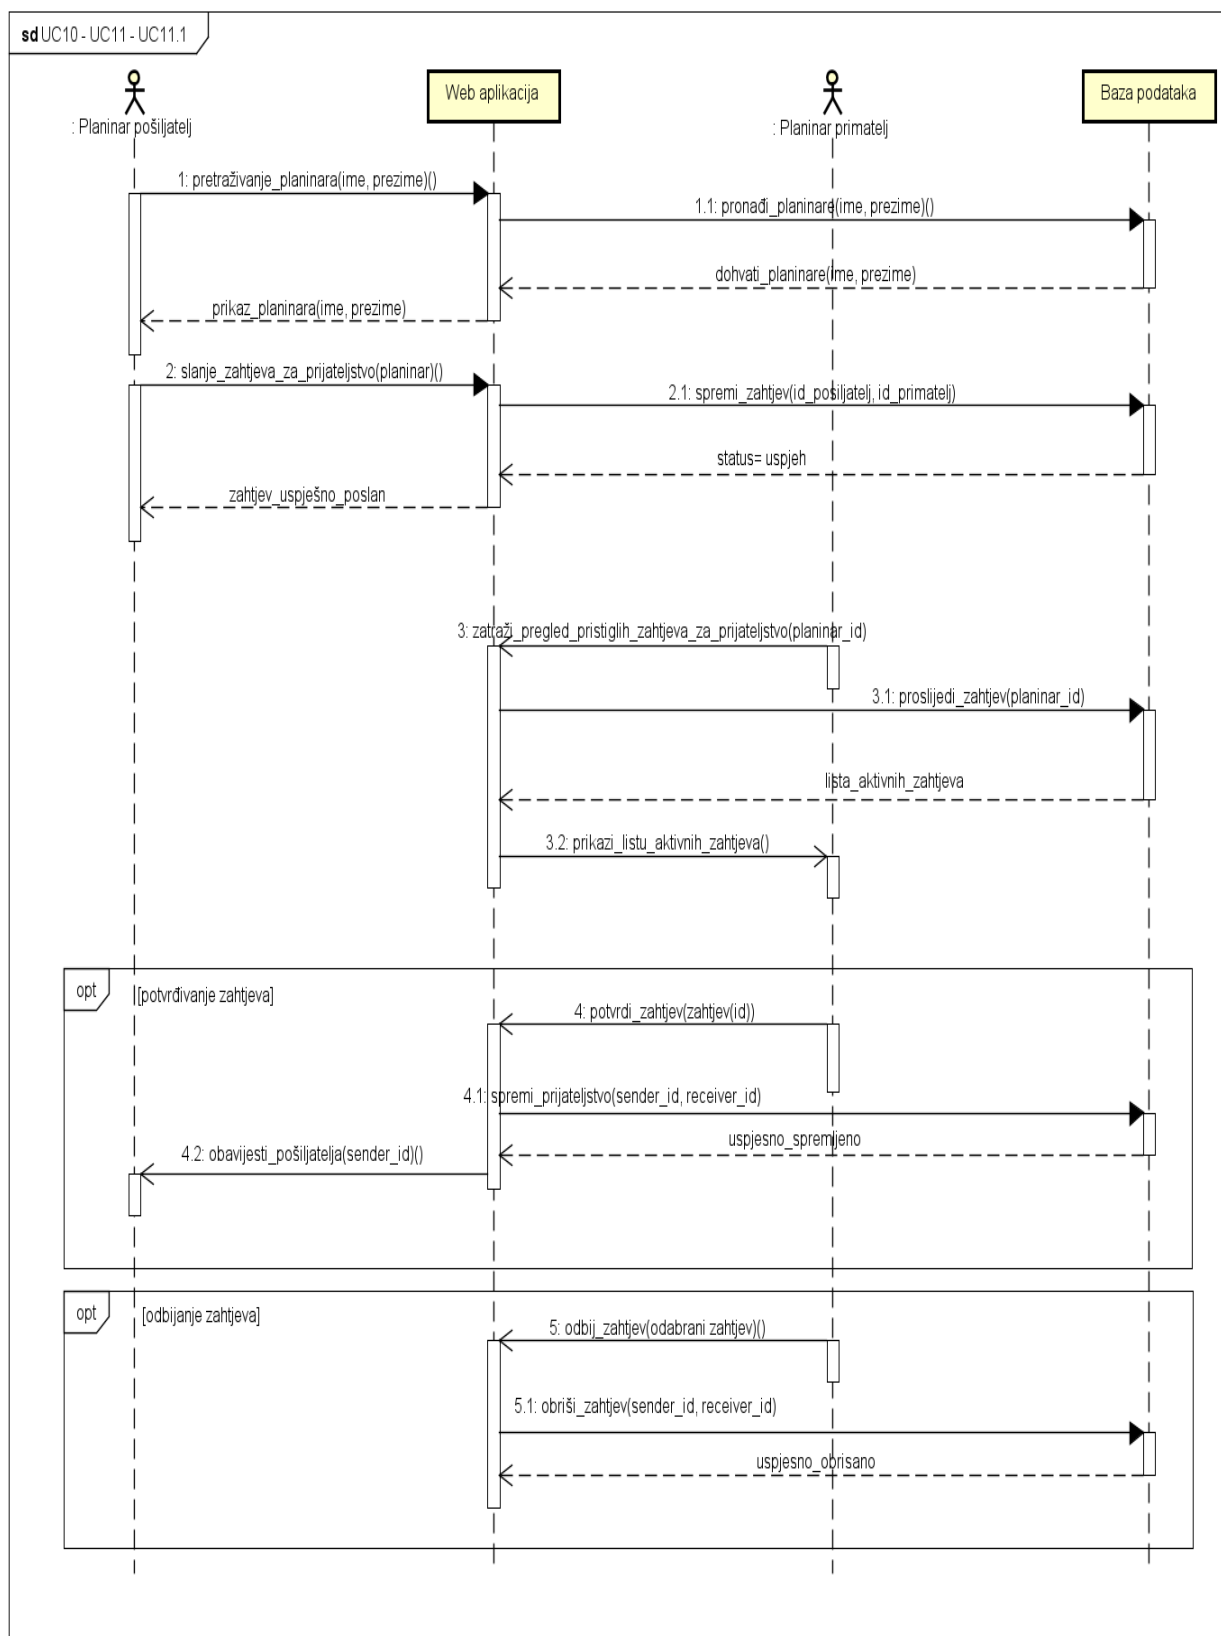 sd UC10 - UC11 - UC11.1
: Planinar pošiljatelj
Web aplikacija
: Planinar primatelj
Baza podataka
1: pretraživanje_planinara(ime, prezime)()
1.1: pronađi_planinare(ime, prezime)()
dohvati_planinare(ime, prezime)
prikaz_planinara(ime, prezime)
2: slanje_zahtjeva_za_prijateljstvo(planinar)()
2.1: spremi_zahtjev(id_posiljatelj, id_primatelj)
status= uspjeh
zahtjev_uspješno_poslan
3: zatraži_pregled_pristiglih_zahtjeva_za_prijateljstvo(planinar_id)
3.1: proslijedi_zahtjev(planinar_id)
lista_aktivnih_zahtjeva
3.2: prikazi_listu_aktivnih_zahtjeva()
opt
[potvrđivanje zahtjeva]
4: potvrdi_zahtjev(zahtjev(id))
4.1: spremi_prijateljstvo(sender_id, receiver_id)
uspjesno_spremljeno
4.2: obavijesti_pošiljatelja(sender_id)()
opt
[odbijanje zahtjeva]
5: odbij_zahtjev(odabrani zahtjev)()
5.1: obriši_zahtjev(sender_id, receiver_id)
uspjesno_obrisano